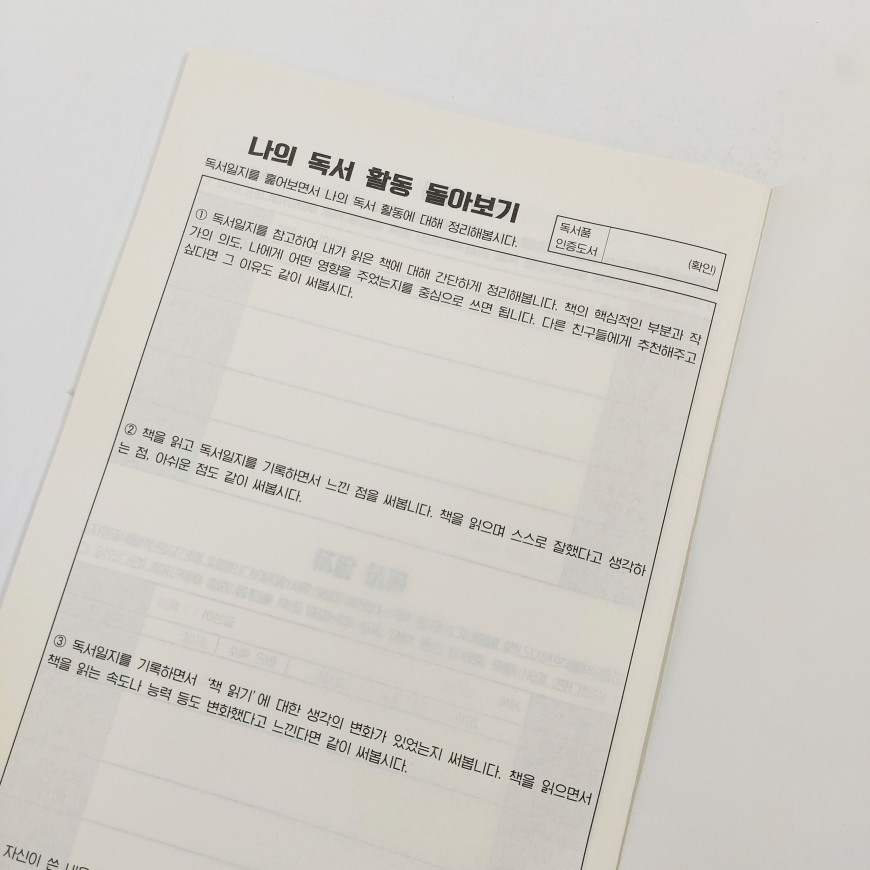 나의 독서 활동 돌아보기
독서일지를 훑어보면서 나의 독서 활동에 대해 정리해봅시다.
독서품
인증도서
(확인)
① 독서일지를 참고하여 내가 읽은 책에 대해 간단하게 정리해봅니다. 책의 핵심적인 부분과 작
가의 의도, 나에게 어떤 영향을 주었는지를 중심으로 쓰면 됩니다. 다른 친구들에게 추천해주고
싶다면 그 이유도 같이 써봅시다.
② 책을 읽고 독서일지를 기록하면서 느낀 점을 써봅니다. 책을 읽으며 스스로 잘했다고 생각하
는 점, 아쉬운 점도 같이 써봅시다.
③ 독서일지를 기록하면서 '책 읽기'에 대한 생각의 변화가 있었는지 써봅니다. 책을 읽으면서
책을 읽는 속도나 능력 등도 변화했다고 느낀다면 같이 써봅시다.
자신이 쓴